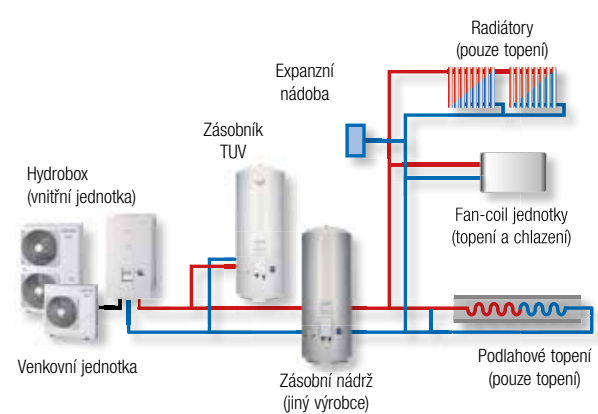 Radiátory
(pouze topení)
Expanzní
nádoba
Zásobník
TUV
Hydrobox
(vnitřní jednotka)
Fan-coil jednotky
(topení a chlazení)
Venkovní jednotka
Zásobní nádrž
(jiný výrobce)
Podlahové topení
(pouze topení)